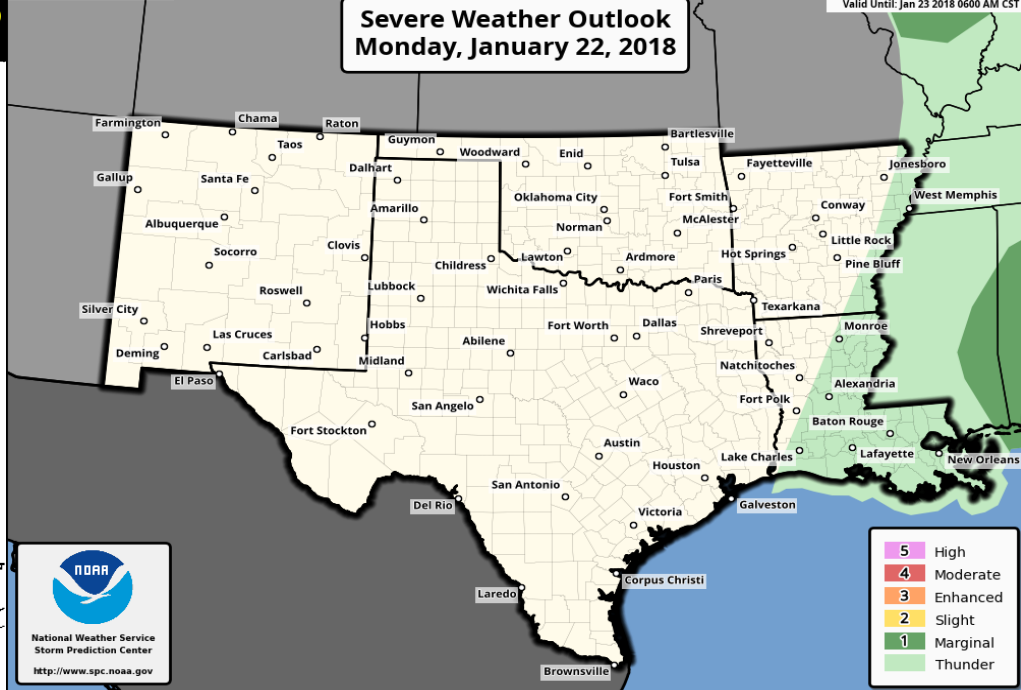 Valid Until: Jan 23 2018 0600 AM CST
Severe Weather Outlook
Monday, January 22, 2018
Farmington
Chama
Raton
Taos
Guymon
Woodward
Enid
Bartlesville
Gallup
Santa Fe
Dalhart
Tulsa
Fayetteville
Jonesboro
Albuquerque
Amarillo
Oklahoma City
Fort Smith
Conway
West Memphis
Norman
McAlester
Socorro
Clovis
Childress
Lawton
Ardmore
Hot Springs
Little Rock
Pine Bluff
Roswell
Lubbock
Wichita Falls
Paris
Texarkana
Silver City
Las Cruces
Hobbs
Fort Worth
Dallas
Shreveport
Monroe
Deming
Carlsbad
Midland
Abilene
Natchitoches
El Paso
San Angelo
Waco
Fort Polk
Alexandria
Fort Stockton
Austin
Baton Rouge
Houston
Lake Charles
Lafayette
New Orleans
Del Rio
San Antonio
Galveston
Victoria
Laredo
Corpus Christi
Brownsville
NOAA
National Weather Service
Storm Prediction Center
http://www.spc.noaa.gov
5 High
4 Moderate
3 Enhanced
2 Slight
1 Marginal
Thunder